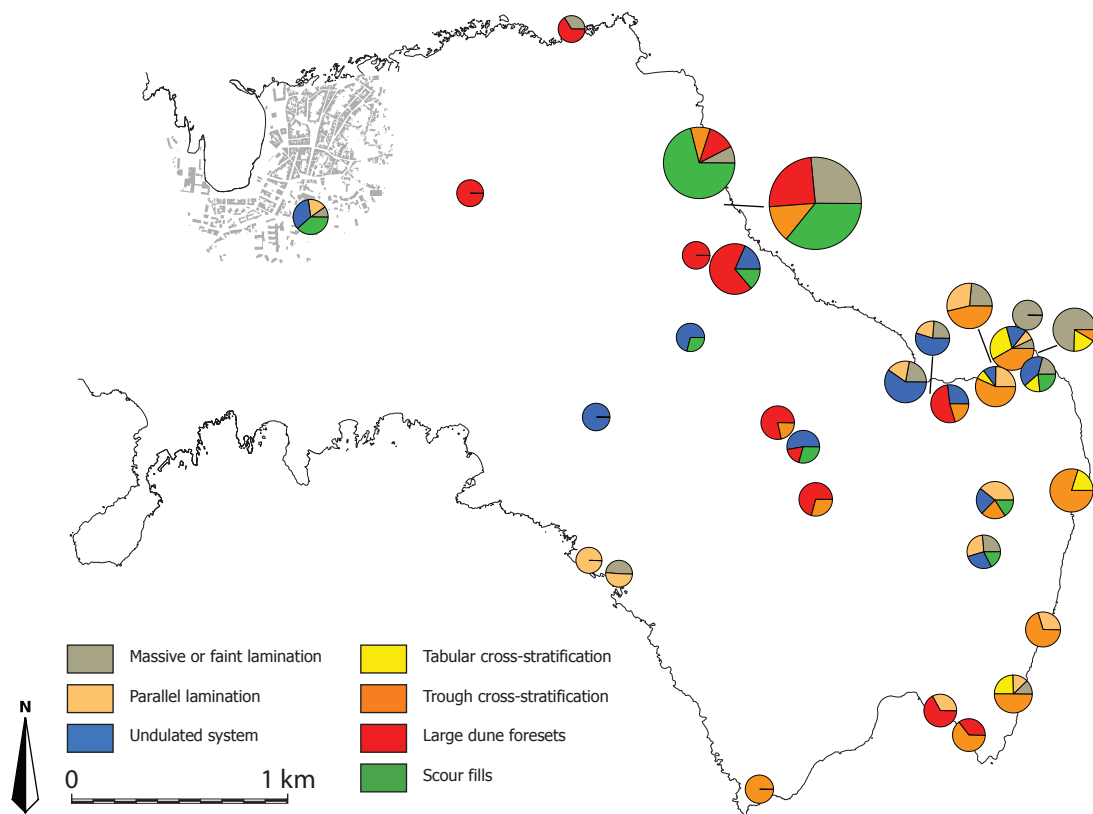 Massive or faint lamination
Parallel lamination
Undulated system
Tabular cross-stratification
Trough cross-stratification
Large dune foresets
Scour fills
N
0 1 km